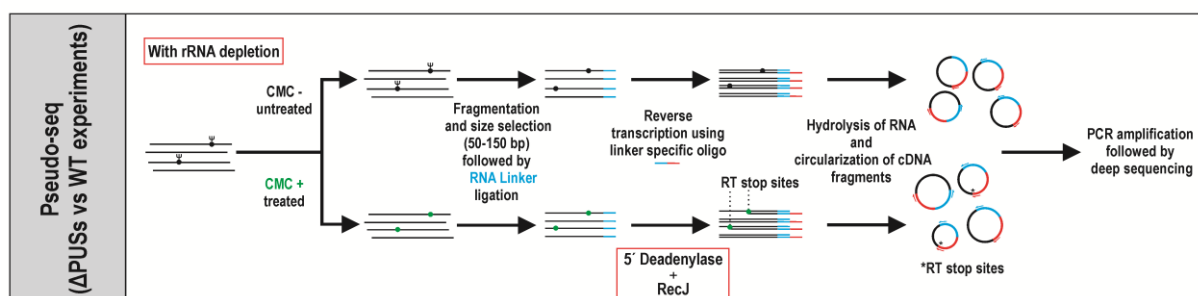 Pseudo-seq
(ΔPUSs vs WT experiments)
With rRNA depletion
Ψ
Ψ
CMC -
untreated
CMC +
treated
Ψ
Ψ
Fragmentation
and size selection
(50-150 bp)
followed by
RNA Linker
ligation
Reverse
transcription using
linker specific oligo
RT stop sites
5´ Deadenylase
+
RecJ
Hydrolysis of RNA
and
circularization of cDNA
fragments
*
*
*RT stop sites
PCR amplification
followed by
deep sequencing